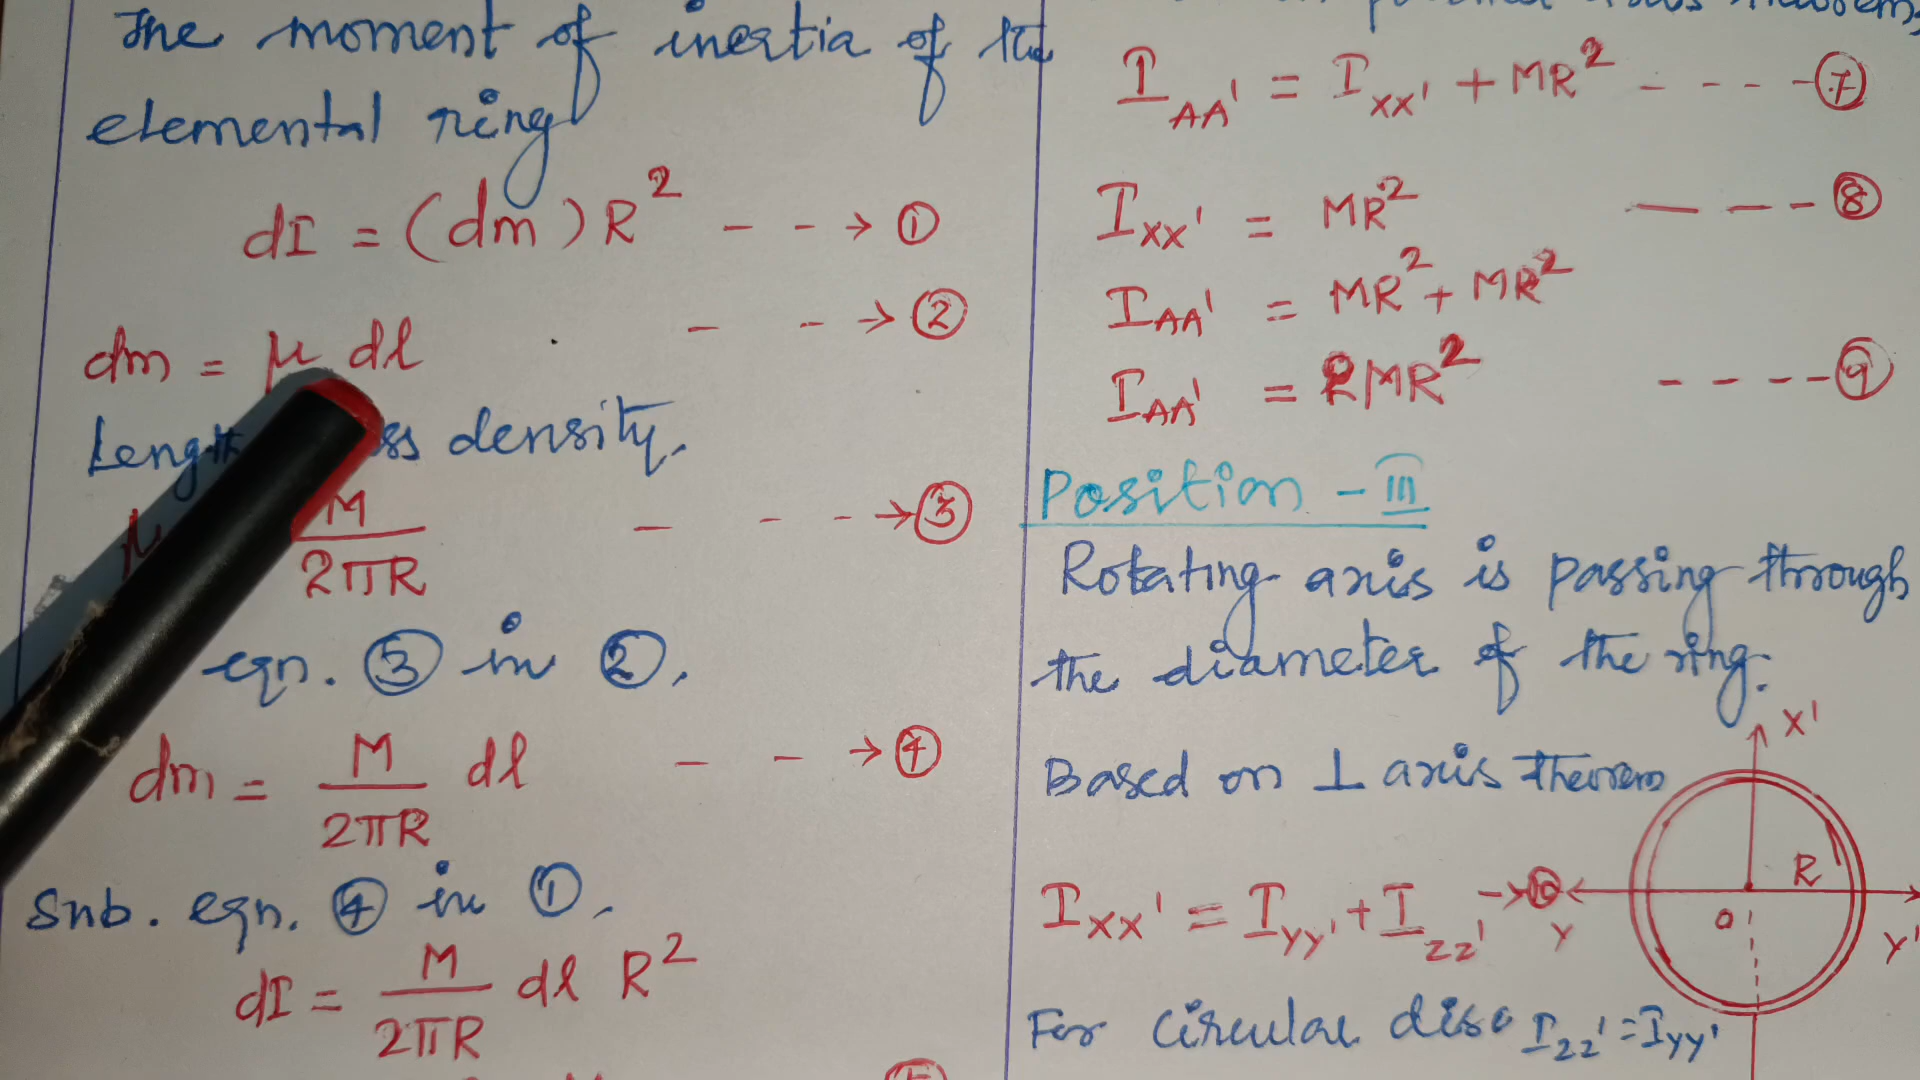 The moment of inertia of the
elemental ring
dI = (dm) R² - - → ①
dm = μ dl - - → ②
density.
M
2πR - - - → ③
eqn. ③ in ②,
dm = M/2πR dl - - → ④
Sub. eqn. ④ in ①,
dI = M/2πR dl R²
I_AA' = I_XX' + MR² - - - - ⑦
I_XX' = MR² - - - ⑧
I_AA' = MR² + MR²
I_AA' = 2MR² - - - - ⑨
Position - III
Rotating axis is passing through
the diameter of the ring.
Based on ⊥ axis theorem
I_XX' = I_YY' + I_ZZ' → ⑩
For circular disc I_ZZ' = I_YY'
X'
R
O
Y
Y'